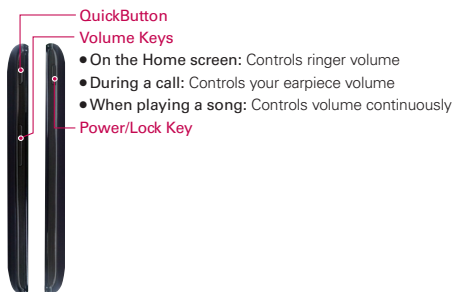 QuickButton
Volume Keys
• On the Home screen: Controls ringer volume
• During a call: Controls your earpiece volume
• When playing a song: Controls volume continuously
Power/Lock Key